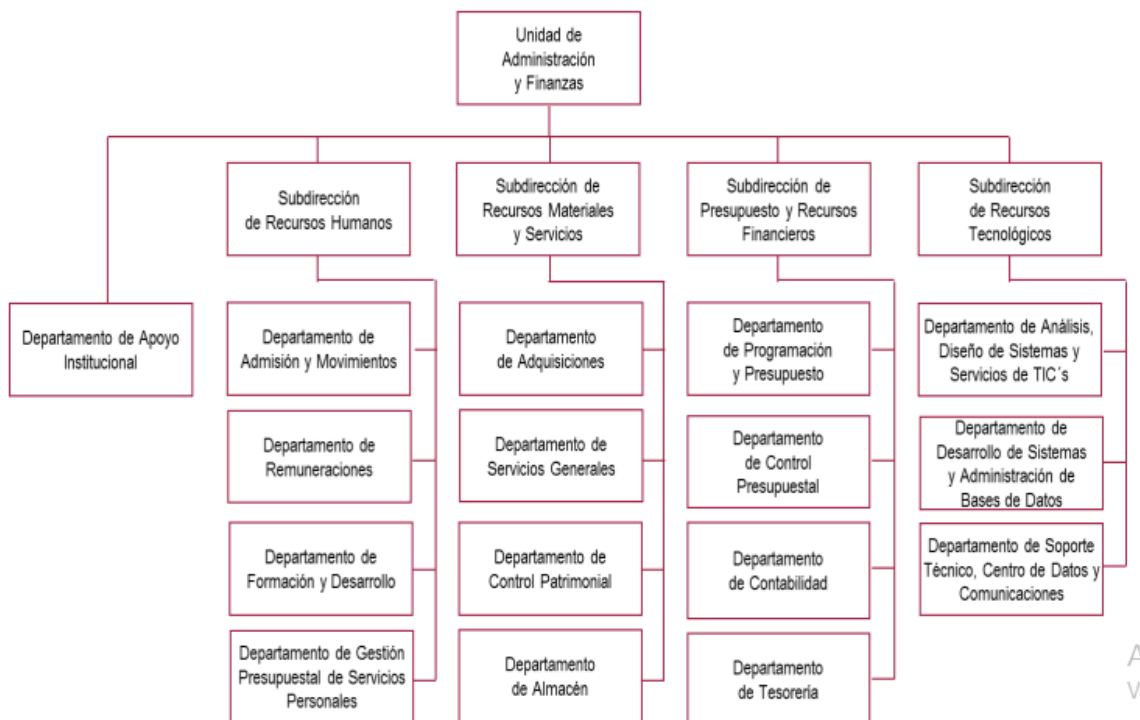 Unidad de
Administración
y Finanzas
Subdirección
de Recursos Humanos
Subdirección de
Recursos Materiales
y Servicios
Subdirección de
Presupuesto y Recursos
Financieros
Subdirección
de Recursos
Tecnológicos
Departamento de Apoyo
Institucional
Departamento de
Admisión y Movimientos
Departamento
de Adquisiciones
Departamento
de Programación
y Presupuesto
Departamento de Análisis,
Diseño de Sistemas y
Servicios de TIC´s
Departamento de
Remuneraciones
Departamento de
Servicios Generales
Departamento
de Control
Presupuestal
Departamento de
Desarrollo de Sistemas
y Administración de
Bases de Datos
Departamento de
Formación y Desarrollo
Departamento de
Control Patrimonial
Departamento
de Contabilidad
Departamento de Soporte
Técnico, Centro de Datos y
Comunicaciones
Departamento de Gestión
Presupuestal de Servicios
Personales
Departamento
de Almacén
Departamento
de Tesorería